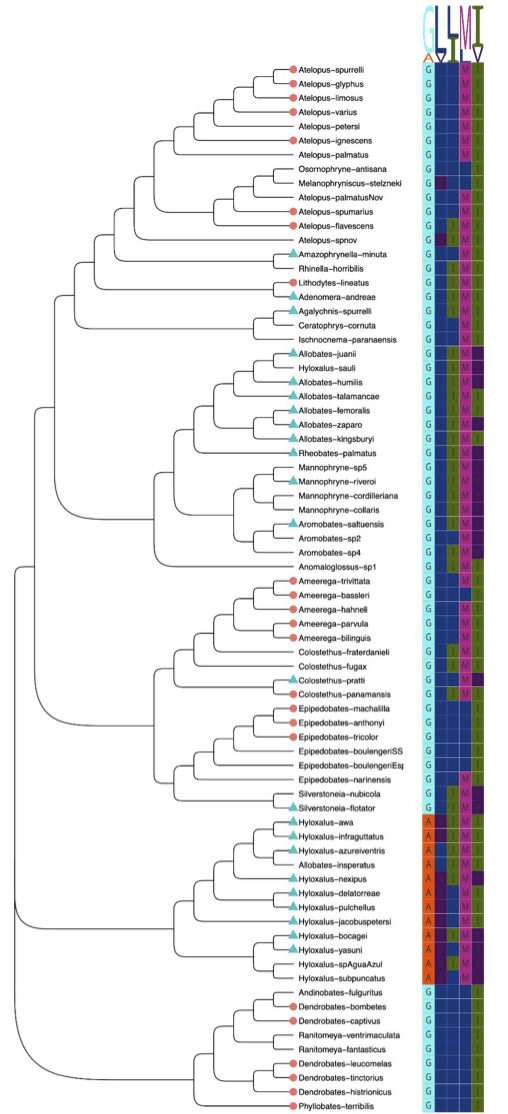 G L L M I
A V I L V
Atelopus-spurrelli G M I
Atelopus-glyphus G M I
Atelopus-limosus G M I
Atelopus-varius G M I
Atelopus-petersi G M I
Atelopus-ignescens G M I
Atelopus-palmatus G M I
Osornophryne-antisana G I
Melanophryniscus-stelzneki G I
Atelopus-palmatusNov G M I
Atelopus-spumarius G M I
Atelopus-flavescens G I M I
Atelopus-spnov G I M I
Amazophrynella-minuta G M I
Rhinella-horribilis G I M I
Lithodytes-lineatus G I M I
Adenomera-andreae G I M I
Agalychnis-spurrelli G I M I
Ceratophrys-cornuta G M I
Ischnocnema-paranaensis G M I
Allobates-juanii G I M
Hyloxalus-sauli G I M
Allobates-humilis G I M
Allobates-talamancae G I M I
Allobates-femoralis G I M I
Allobates-zaparo G I M
Allobates-kingsburyi G I M I
Rheobates-palmatus G I M
Mannophryne-sp5 G I M
Mannophryne-riveroi G I M
Mannophryne-cordilleriana G I M
Mannophryne-collaris G I M
Aromobates-saltuensis G I M
Aromobates-sp2 G M
Aromobates-sp4 G I M
Anomaloglossus-sp1 G I M I
Ameerega-trivittata G M I
Ameerega-bassleri G I
Ameerega-hahneli G M I
Ameerega-parvula G M I
Ameerega-bilinguis G M I
Colostethus-fraterdanieli G I M I
Colostethus-fugax G I M I
Colostethus-pratti G M
Colostethus-panamansis G I M I
Epipedobates-machalilla G I
Epipedobates-anthonyi G I
Epipedobates-tricolor G I
Epipedobates-boulengeriSS G I
Epipedobates-boulengeriEsp G I
Epipedobates-narinensis G M I
Silverstoneia-nubicola G I M
Silverstoneia-flotator G I M
Hyloxalus-awa A I M I
Hyloxalus-infraguttatus A I M I
Hyloxalus-azureiventris A I M I
Allobates-insperatus A I M I
Hyloxalus-nexipus A I M
Hyloxalus-delatorreae A M I
Hyloxalus-pulchellus A M
Hyloxalus-jacobuspetersi A M I
Hyloxalus-bocagei A I M
Hyloxalus-yasuni A M
Hyloxalus-spAguaAzul A I M
Hyloxalus-subpuncatus A M
Andinobates-fulguritus G I
Dendrobates-bombetes G I
Dendrobates-captivus G I
Ranitomeya-ventrimaculata G I
Ranitomeya-fantasticus G I
Dendrobates-leucomelas G I
Dendrobates-tinctorius G I
Dendrobates-histrionicus G I
Phyllobates-terribilis G I